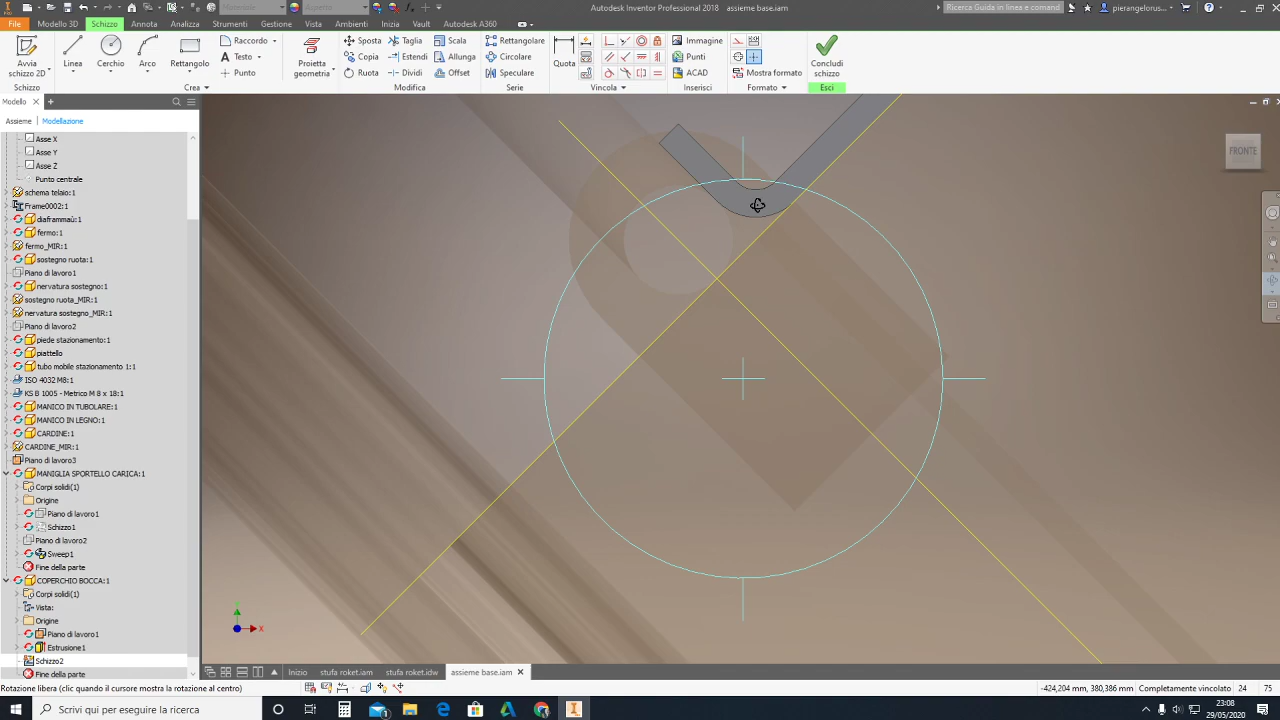 Materiale
Aspetto
Autodesk Inventor Professional 2018
assieme base.iam
Ricerca Guida in linea e comando
pierangelorus...
File
Modello 3D
Schizzo
Annota
Analizza
Strumenti
Gestione
Vista
Ambienti
Inizia
Vault
Autodesk A360
Avvia
schizzo 2D
Linea
Cerchio
Arco
Rettangolo
Raccordo
Testo
Punto
Proietta
geometria
Sposta
Taglia
Scala
Copia
Estendi
Allunga
Ruota
Dividi
Offset
Rettangolare
Circolare
Speculare
Quota
Immagine
Punti
ACAD
Mostra formato
Concludi
schizzo
Schizzo
Crea
Modifica
Serie
Vincola
Inserisci
Formato
Esci
Modello
Assieme
Modellazione
Asse X
Asse Y
Asse Z
Punto centrale
schema telaio:1
Frame0002:1
diaframmaù:1
fermo:1
fermo_MIR:1
sostegno ruota:1
Piano di lavoro1
nervatura sostegno:1
sostegno ruota_MIR:1
nervatura sostegno_MIR:1
Piano di lavoro2
piede stazionamento:1
piattello
tubo mobile stazionamento 1:1
ISO 4032 M8:1
KS B 1005 - Metrico M 8 x 18:1
MANICO IN TUBOLARE:1
MANICO IN LEGNO:1
CARDINE:1
CARDINE_MIR:1
Piano di lavoro3
MANIGLIA SPORTELLO CARICA:1
Corpi solidi(1)
Origine
Piano di lavoro1
Schizzo1
Piano di lavoro2
Sweep1
Fine della parte
COPERCHIO BOCCA:1
Corpi solidi(1)
Vista:
Origine
Piano di lavoro1
Estrusione1
Schizzo2
Fine della parte
FRONTE
X
Inizio
stufa roket.iam
stufa roket.idw
assieme base.iam
Rotazione libera (clic quando il cursore mostra la rotazione al centro)
-424,204 mm, 380,386 mm
Completamente vincolato
24
75
Scrivi qui per eseguire la ricerca
23:08
29/05/2020